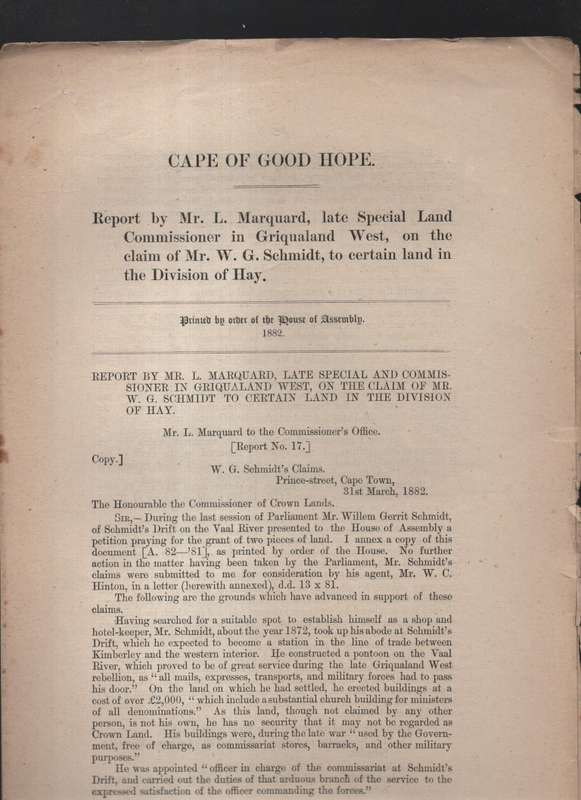 CAPE OF GOOD HOPE.
Report by Mr. L. Marquard, late Special Land
Commissioner in Griqualand West, on the
claim of Mr. W. G. Schmidt, to certain land in
the Division of Hay.
Printed by order of the House of Assembly.
1882.
REPORT BY MR. L. MARQUARD, LATE SPECIAL AND COMMIS-
SIONER IN GRIQUALAND WEST, ON THE CLAIM OF MR.
W. G. SCHMIDT TO CERTAIN LAND IN THE DIVISION
OF HAY.
Mr. L. Marquard to the Commissioner's Office.
[Report No. 17.]
Copy.]
W. G. Schmidt's Claims.
Prince-street, Cape Town,
31st March, 1882.
The Honourable the Commissioner of Crown Lands.
SIR,—During the last session of Parliament Mr. Willem Gerrit Schmidt,
of Schmidt's Drift on the Vaal River presented to the House of Assembly a
petition praying for the grant of two pieces of land. I annex a copy of this
document [A. 82—'81], as printed by order of the House. No further
action in the matter having been taken by the Parliament, Mr. Schmidt's
claims were submitted to me for consideration by his agent, Mr. W. C.
Hinton, in a letter (herewith annexed), d.d. 13 x 81.
The following are the grounds which have advanced in support of these
claims.
Having searched for a suitable spot to establish himself as a shop and
hotel-keeper, Mr. Schmidt, about the year 1872, took up his abode at Schmidt's
Drift, which he expected to become a station in the line of trade between
Kimberley and the western interior. He constructed a pontoon on the Vaal
River, which proved to be of great service during the late Griqualand West
rebellion, as "all mails, expresses, transports, and military forces had to pass
his door." On the land on which he had settled, he erected buildings at a
cost of over £2,000, "which include a substantial church building for ministers
of all denominations." As this land, though not claimed by any other
person, is not his own, he has no security that it may not be regarded as
Crown Land. His buildings were, during the late war "used by the Govern-
ment, free of charge, as commissariat stores, barracks, and other military
purposes."
He was appointed "officer in charge of the commissariat at Schmidt's
Drift, and carried out the duties of that arduous branch of the service to the
expressed satisfaction of the officer commanding the forces."